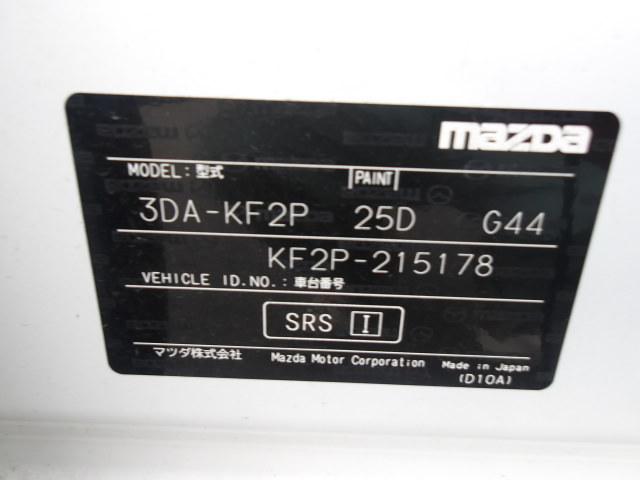 mazda
MODEL: 型式 PAINT
3DA-KF2P 25D G44
KF2P-215178
VEHICLE ID.NO.: 車台番号
SRS I
マツダ株式会社 Mazda Motor Corporation Made in Japan
(D10A)